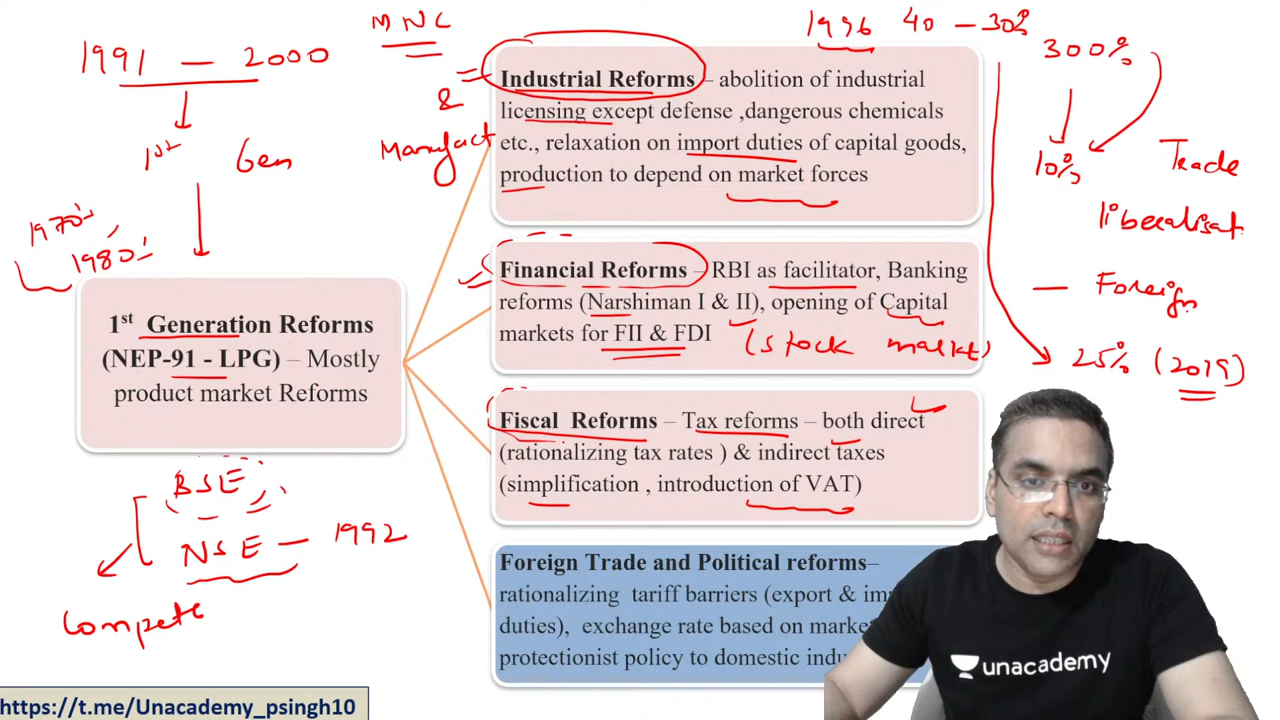 1991 — 2000
1st Gen
1970's
1980's
1st Generation Reforms
(NEP-91 - LPG) – Mostly
product market Reforms
BSE
NSE — 1992
Compete
MNC
&
Manufact
Industrial Reforms – abolition of industrial
licensing except defense ,dangerous chemicals
etc., relaxation on import duties of capital goods,
production to depend on market forces
Financial Reforms – RBI as facilitator, Banking
reforms (Narshiman I & II), opening of Capital
markets for FII & FDI
(stock market)
Fiscal Reforms – Tax reforms – both direct
(rationalizing tax rates ) & indirect taxes
(simplification , introduction of VAT)
Foreign Trade and Political reforms–
rationalizing tariff barriers (export &
duties), exchange rate based on
protectionist policy to domestic
1996 40 — 30%
300%
10%
Trade
liberalisat
— Foreign
25% (2019)
unacademy
https://t.me/Unacademy_psingh10